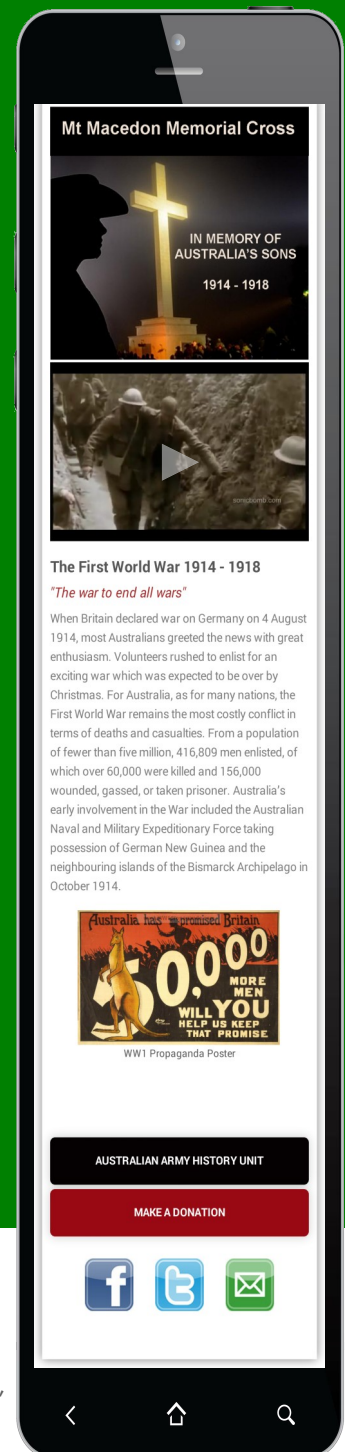 Mt Macedon Memorial Cross
IN MEMORY OF
AUSTRALIA'S SONS
1914 - 1918
sonicbomb.com
The First World War 1914 - 1918
"The war to end all wars"
When Britain declared war on Germany on 4 August
1914, most Australians greeted the news with great
enthusiasm. Volunteers rushed to enlist for an
exciting war which was expected to be over by
Christmas. For Australia, as for many nations, the
First World War remains the most costly conflict in
terms of deaths and casualties. From a population
of fewer than five million, 416,809 men enlisted, of
which over 60,000 were killed and 156,000
wounded, gassed, or taken prisoner. Australia's
early involvement in the War included the Australian
Naval and Military Expeditionary Force taking
possession of German New Guinea and the
neighbouring islands of the Bismarck Archipelago in
October 1914.
Australia has promised Britain
50,000
MORE
MEN
WILL YOU
HELP US KEEP
THAT PROMISE
WW1 Propaganda Poster
AUSTRALIAN ARMY HISTORY UNIT
MAKE A DONATION